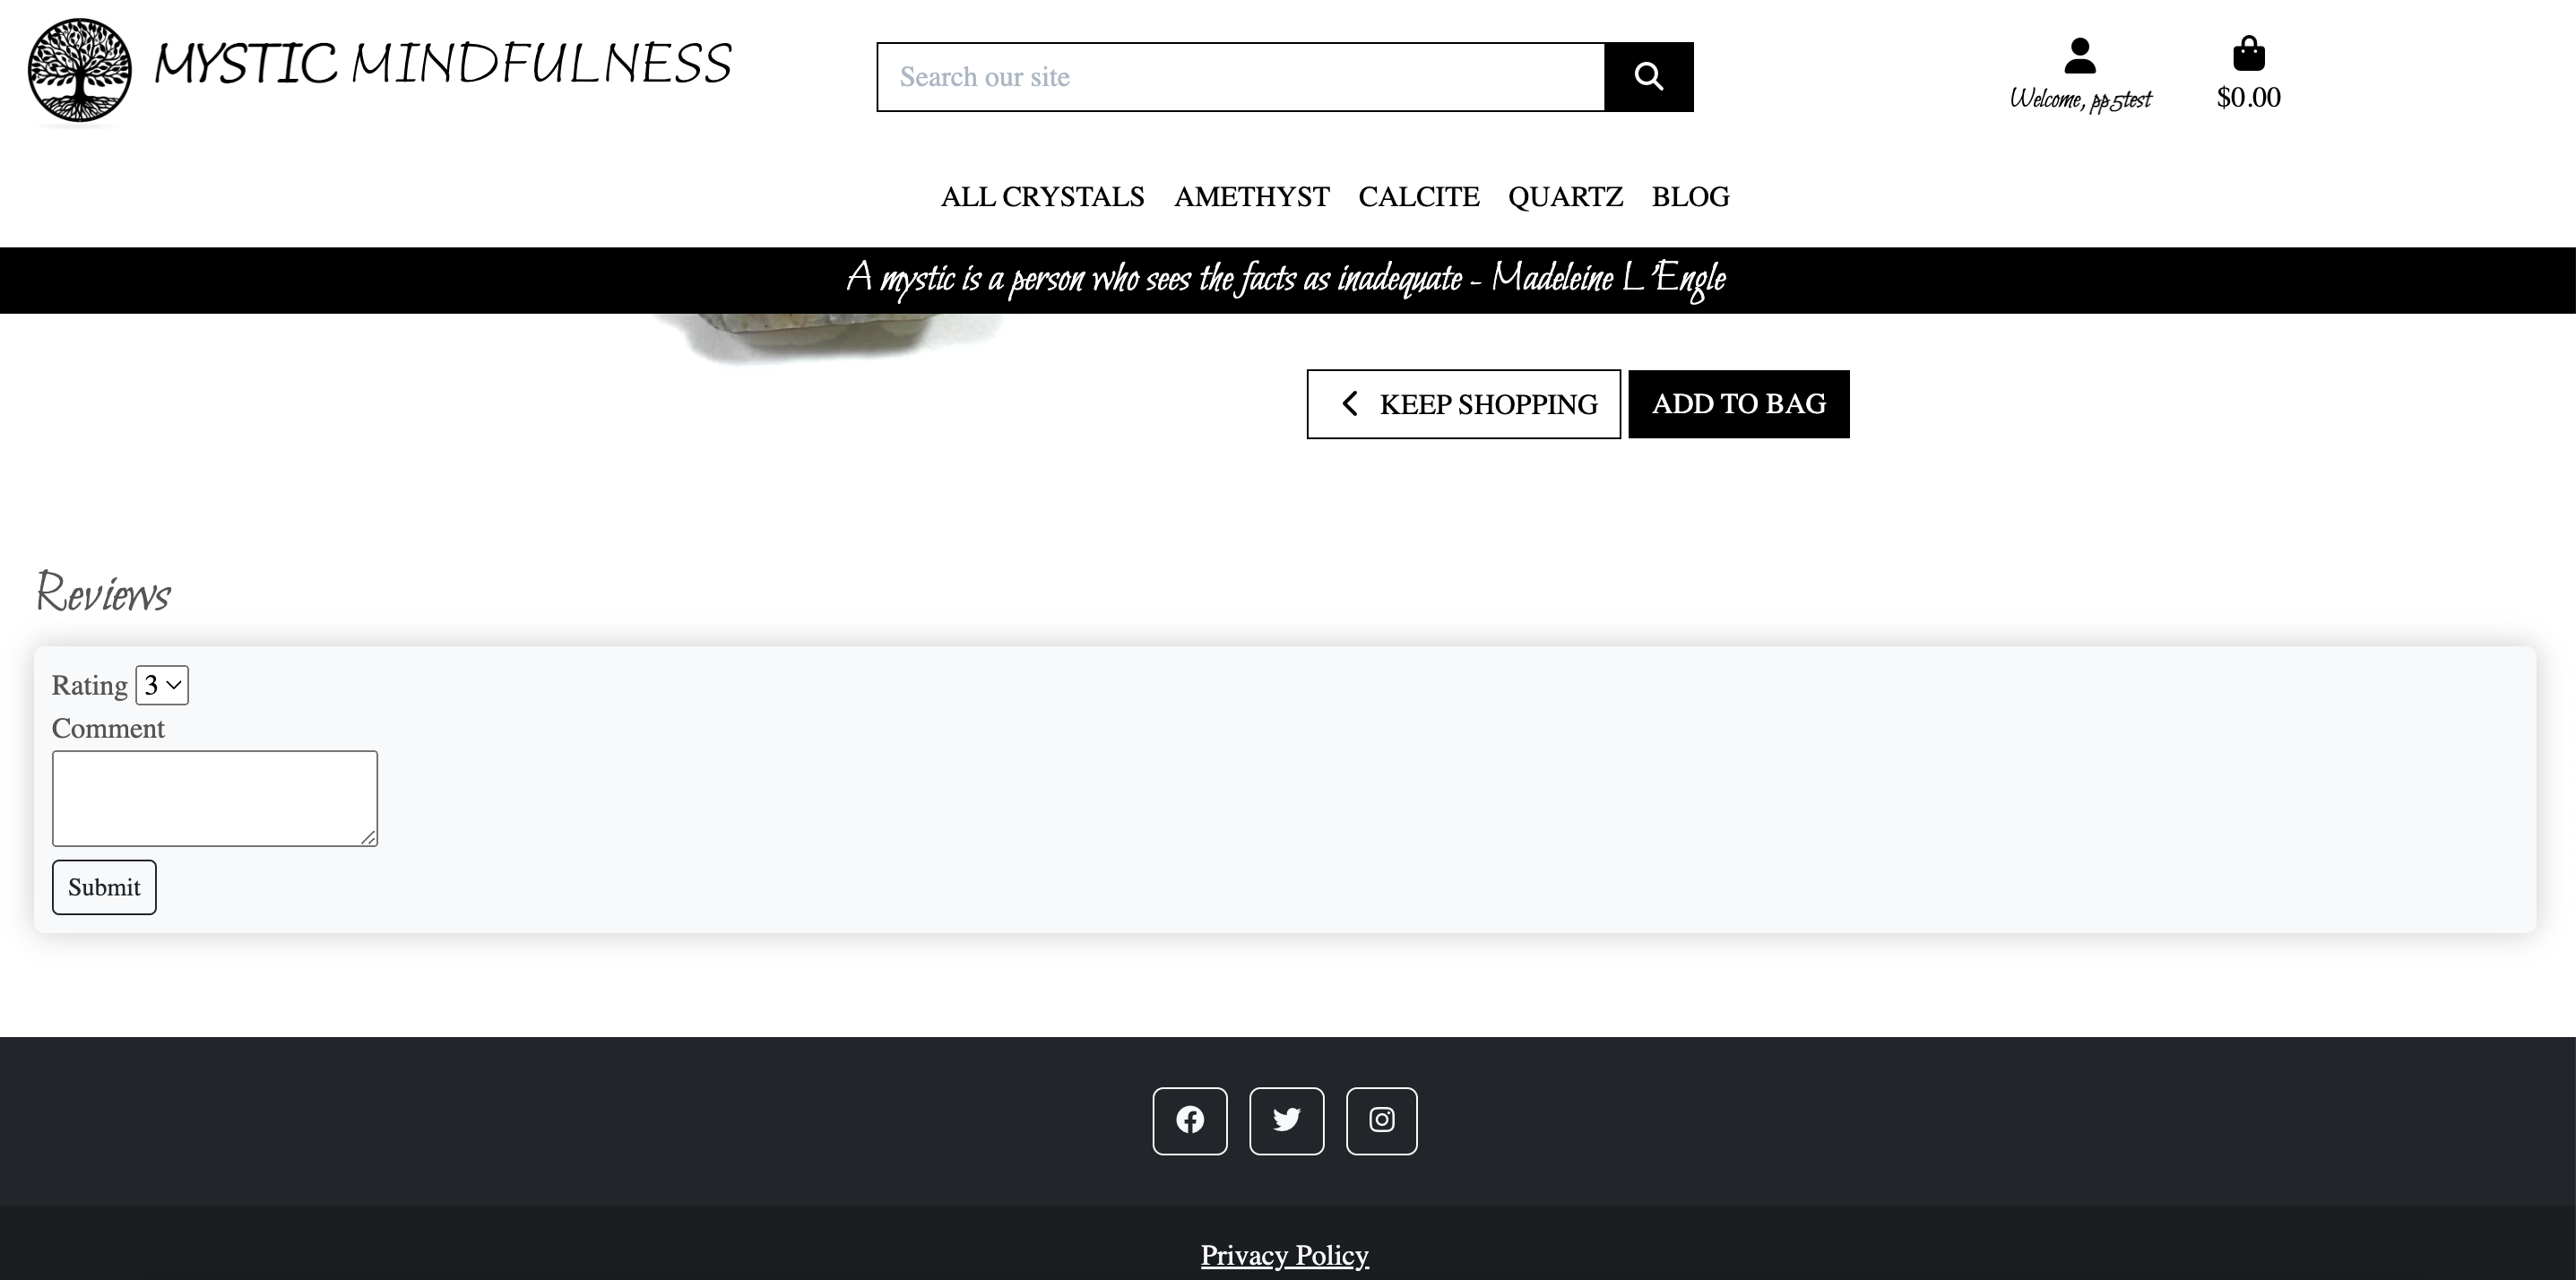 MYSTIC MINDFULNESS
Search our site
Welcome, pp5test
$0.00
ALL CRYSTALS AMETHYST CALCITE QUARTZ BLOG
A mystic is a person who sees the facts as inadequate - Madeleine L'Engle
KEEP SHOPPING
ADD TO BAG
Reviews
Rating 3
Comment
Submit
Privacy Policy